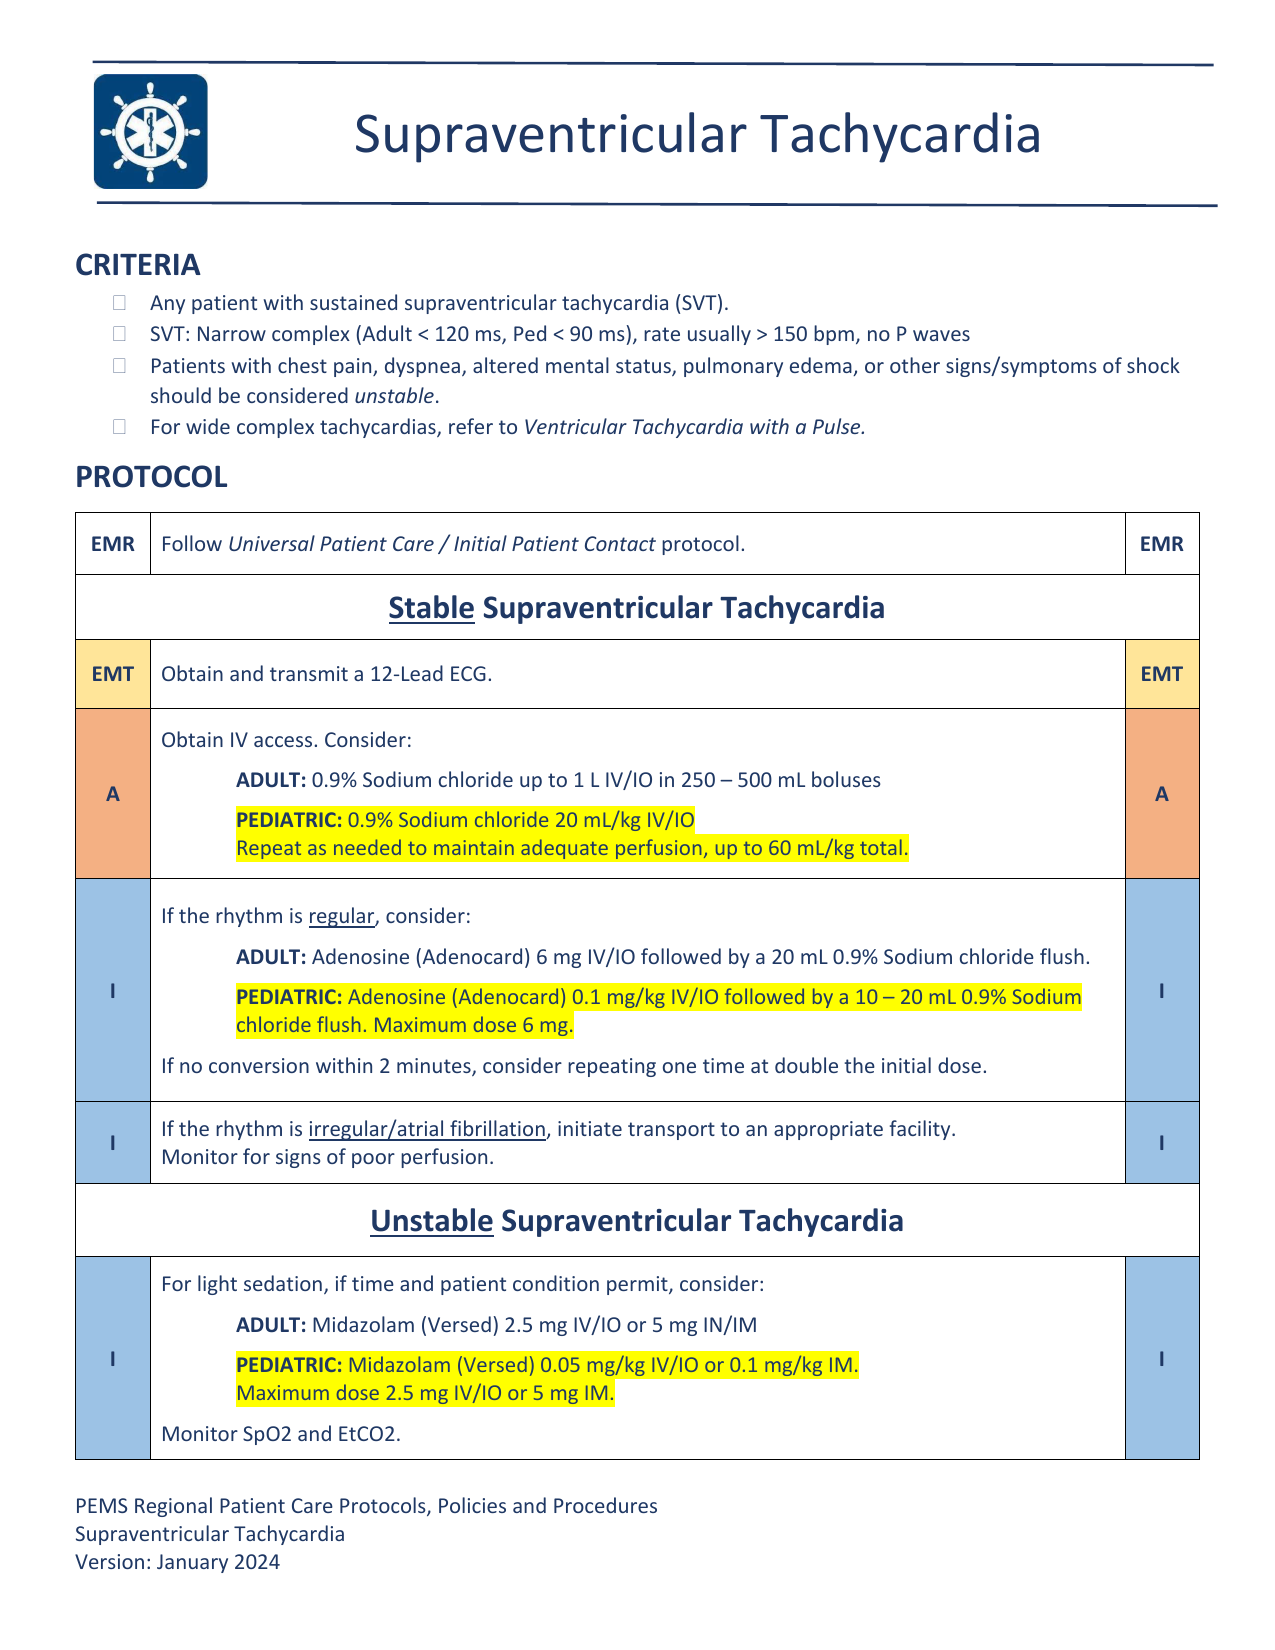 Supraventricular Tachycardia
CRITERIA
Any patient with sustained supraventricular tachycardia (SVT).
SVT: Narrow complex (Adult < 120 ms, Ped < 90 ms), rate usually > 150 bpm, no P waves
Patients with chest pain, dyspnea, altered mental status, pulmonary edema, or other signs/symptoms of shock
should be considered unstable.
For wide complex tachycardias, refer to Ventricular Tachycardia with a Pulse.
PROTOCOL
EMR Follow Universal Patient Care / Initial Patient Contact protocol. EMR
Stable Supraventricular Tachycardia
EMT Obtain and transmit a 12-Lead ECG. EMT
Obtain IV access. Consider:
ADULT: 0.9% Sodium chloride up to 1 L IV/IO in 250 – 500 mL boluses
A A
PEDIATRIC: 0.9% Sodium chloride 20 mL/kg IV/IO
Repeat as needed to maintain adequate perfusion, up to 60 mL/kg total.
If the rhythm is regular, consider:
ADULT: Adenosine (Adenocard) 6 mg IV/IO followed by a 20 mL 0.9% Sodium chloride flush.
I I
PEDIATRIC: Adenosine (Adenocard) 0.1 mg/kg IV/IO followed by a 10 – 20 mL 0.9% Sodium
chloride flush. Maximum dose 6 mg.
If no conversion within 2 minutes, consider repeating one time at double the initial dose.
If the rhythm is irregular/atrial fibrillation, initiate transport to an appropriate facility.
I I
Monitor for signs of poor perfusion.
Unstable Supraventricular Tachycardia
For light sedation, if time and patient condition permit, consider:
ADULT: Midazolam (Versed) 2.5 mg IV/IO or 5 mg IN/IM
I I
PEDIATRIC: Midazolam (Versed) 0.05 mg/kg IV/IO or 0.1 mg/kg IM.
Maximum dose 2.5 mg IV/IO or 5 mg IM.
Monitor SpO2 and EtCO2.
PEMS Regional Patient Care Protocols, Policies and Procedures
Supraventricular Tachycardia
Version: January 2024